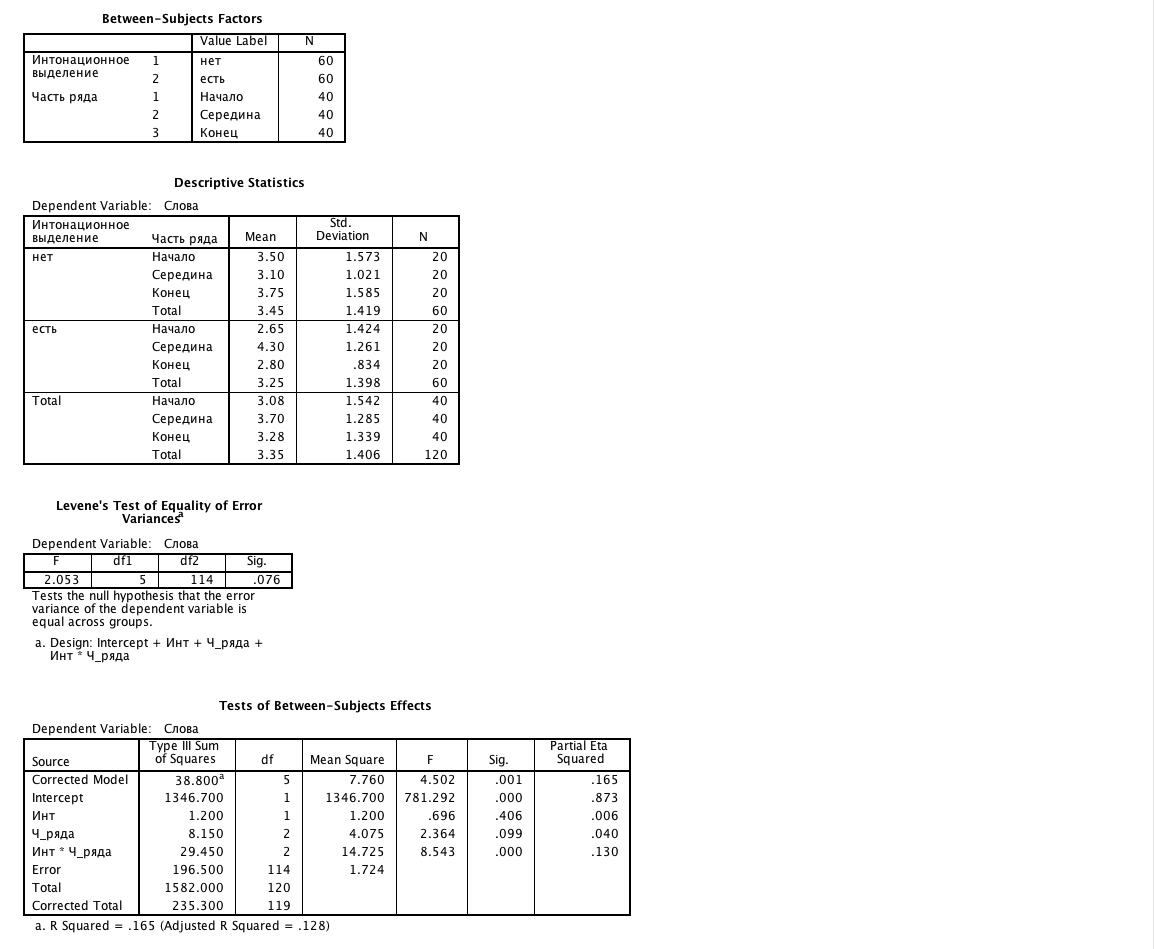 Between-Subjects Factors
Value Label N
Интонационное выделение 1 нет 60
2 есть 60
Часть ряда 1 Начало 40
2 Середина 40
3 Конец 40
Descriptive Statistics
Dependent Variable: Слова
Интонационное выделение Часть ряда Mean Std. Deviation N
нет Начало 3.50 1.573 20
Середина 3.10 1.021 20
Конец 3.75 1.585 20
Total 3.45 1.419 60
есть Начало 2.65 1.424 20
Середина 4.30 1.261 20
Конец 2.80 .834 20
Total 3.25 1.398 60
Total Начало 3.08 1.542 40
Середина 3.70 1.285 40
Конец 3.28 1.339 40
Total 3.35 1.406 120
Levene's Test of Equality of Error
Variancesa
Dependent Variable: Слова
F df1 df2 Sig.
2.053 5 114 .076
Tests the null hypothesis that the error
variance of the dependent variable is
equal across groups.
a. Design: Intercept + Инт + Ч_ряда +
Инт * Ч_ряда
Tests of Between-Subjects Effects
Dependent Variable: Слова
Source Type III Sum of Squares df Mean Square F Sig. Partial Eta Squared
Corrected Model 38.800a 5 7.760 4.502 .001 .165
Intercept 1346.700 1 1346.700 781.292 .000 .873
Инт 1.200 1 1.200 .696 .406 .006
Ч_ряда 8.150 2 4.075 2.364 .099 .040
Инт * Ч_ряда 29.450 2 14.725 8.543 .000 .130
Error 196.500 114 1.724
Total 1582.000 120
Corrected Total 235.300 119
a. R Squared = .165 (Adjusted R Squared = .128)